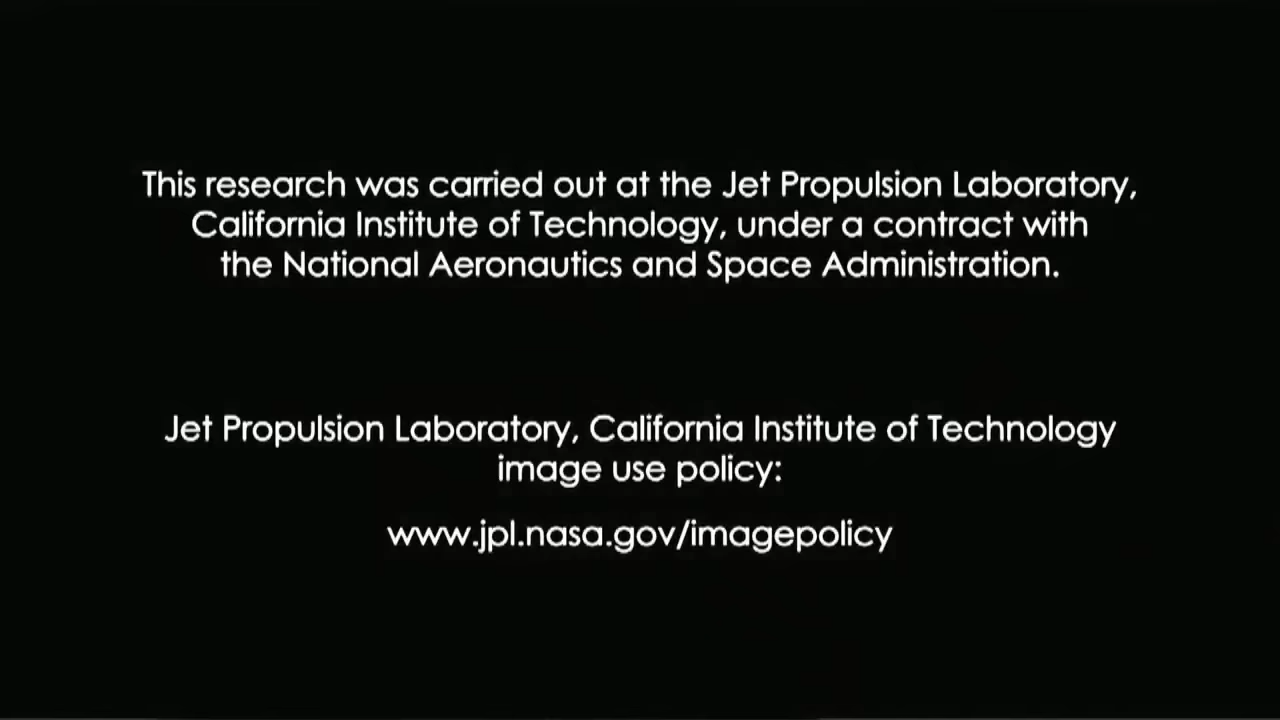 This research was carried out at the Jet Propulsion Laboratory,
California Institute of Technology, under a contract with
the National Aeronautics and Space Administration.
Jet Propulsion Laboratory, California Institute of Technology
image use policy:
www.jpl.nasa.gov/imagepolicy